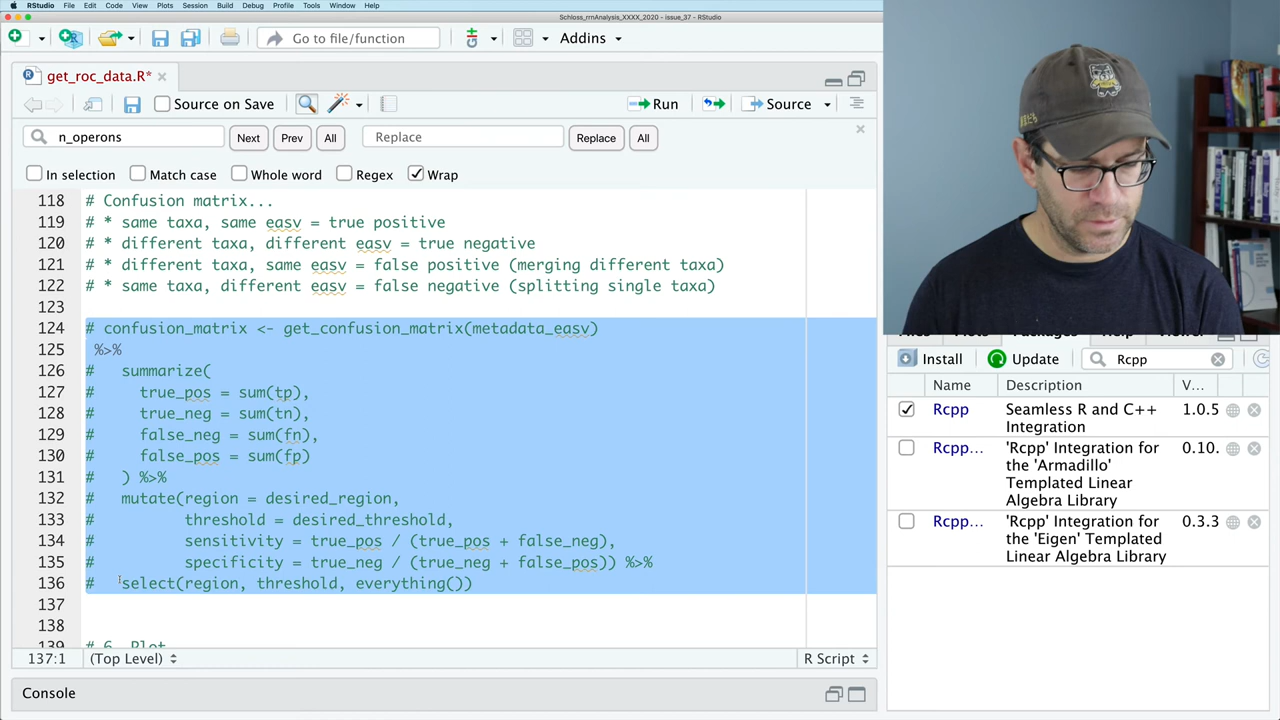 RStudio File Edit Code View Plots Session Build Debug Profile Tools Window Help
Schloss_rrnAnalysis_XXXX_2020 - issue_37 - RStudio
Go to file/function Addins
get_roc_data.R*
Source on Save Run Source
n_operons Next Prev All Replace Replace All
In selection Match case Whole word Regex Wrap
118 # Confusion matrix...
119 # * same taxa, same easv = true positive
120 # * different taxa, different easv = true negative
121 # * different taxa, same easv = false positive (merging different taxa)
122 # * same taxa, different easv = false negative (splitting single taxa)
123
124 # confusion_matrix <- get_confusion_matrix(metadata_easv)
125 %>%
126 # summarize(
127 # true_pos = sum(tp),
128 # true_neg = sum(tn),
129 # false_neg = sum(fn),
130 # false_pos = sum(fp)
131 # ) %>%
132 # mutate(region = desired_region,
133 # threshold = desired_threshold,
134 # sensitivity = true_pos / (true_pos + false_neg),
135 # specificity = true_neg / (true_neg + false_pos)) %>%
136 # select(region, threshold, everything())
137
138
139 # 6. Plot
137:1 (Top Level) R Script
Console
Files Plots Packages Help Viewer
Install Update Rcpp
Name Description V...
Rcpp Seamless R and C++ 1.0.5
Integration
Rcpp... 'Rcpp' Integration for 0.10.
the 'Armadillo'
Templated Linear
Algebra Library
Rcpp... 'Rcpp' Integration for 0.3.3
the 'Eigen' Templated
Linear Algebra Library